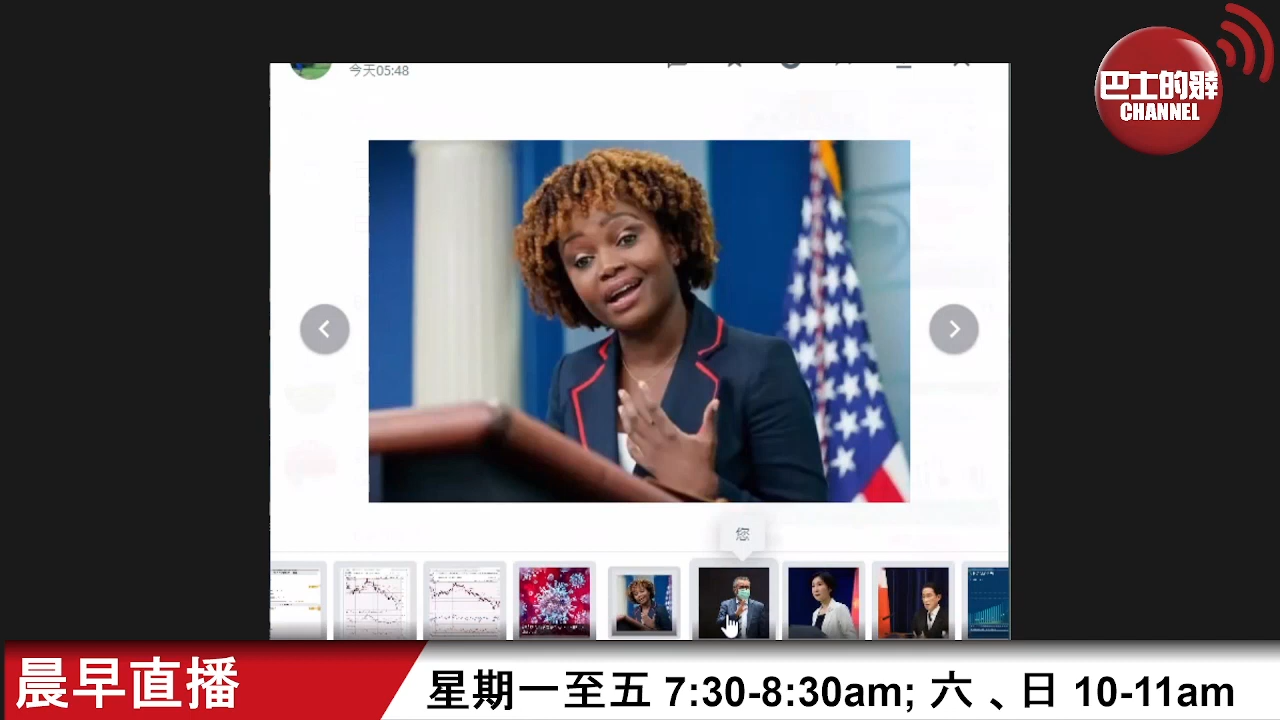 今天05:48
巴士的報
CHANNEL
您
晨早直播
星期一至五 7:30-8:30am; 六、日 10-11am